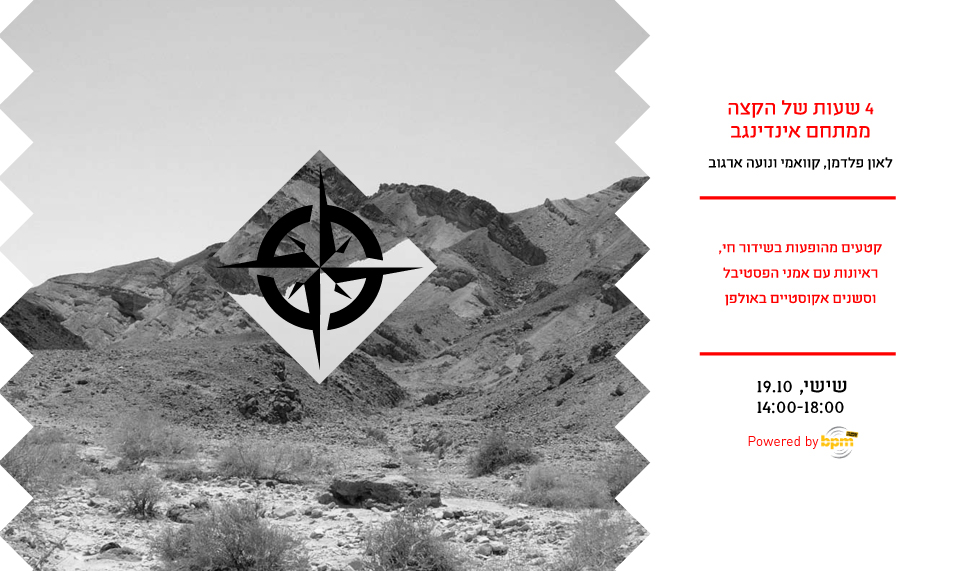 4 שעות של הקצה
ממתחם אינדינגב
לאון פלדמן, קוואמי ונועה ארגוב
קטעים מהופעות בשידור חי,
ראיונות עם אמני הפסטיבל
וסשנים אקוסטיים באולפן
שישי, 19.10
14:00-18:00
Powered by bpm